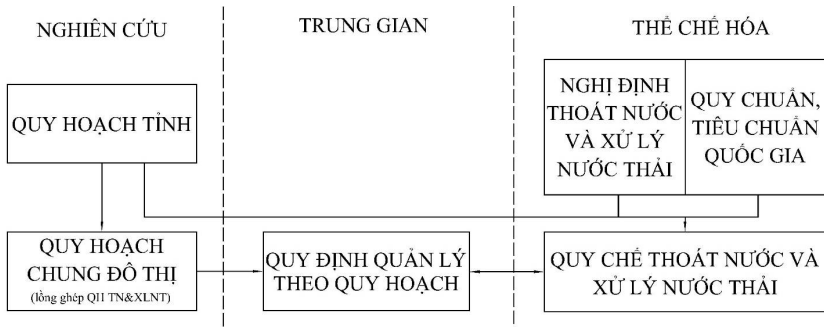 NGHIÊN CỨU
TRUNG GIAN
THỂ CHẾ HÓA
QUY HOẠCH TỈNH
NGHỊ ĐỊNH
THOÁT NƯỚC
VÀ XỬ LÝ
NƯỚC THẢI
QUY CHUẨN,
TIÊU CHUẨN
QUỐC GIA
QUY HOẠCH
CHUNG ĐÔ THỊ
(lồng ghép QH TN&XLNT)
QUY ĐỊNH QUẢN LÝ
THEO QUY HOẠCH
QUY CHẾ THOÁT NƯỚC VÀ
XỬ LÝ NƯỚC THẢI